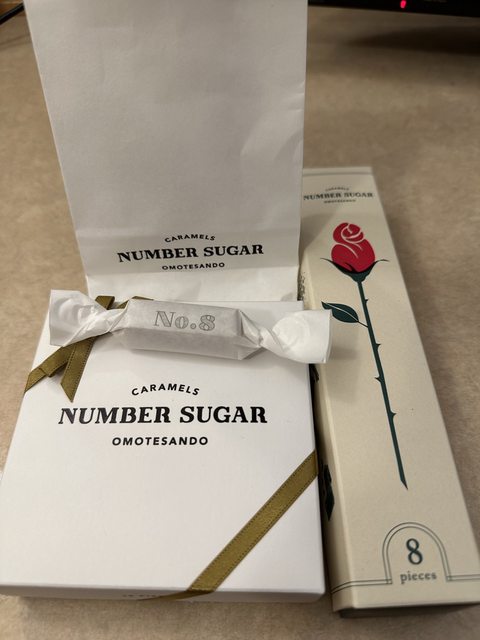 CARAMELS
NUMBER SUGAR
OMOTESANDO
CARAMELS
NUMBER SUGAR
OMOTESANDO
No.8
CARAMELS
NUMBER SUGAR
OMOTESANDO
8
pieces